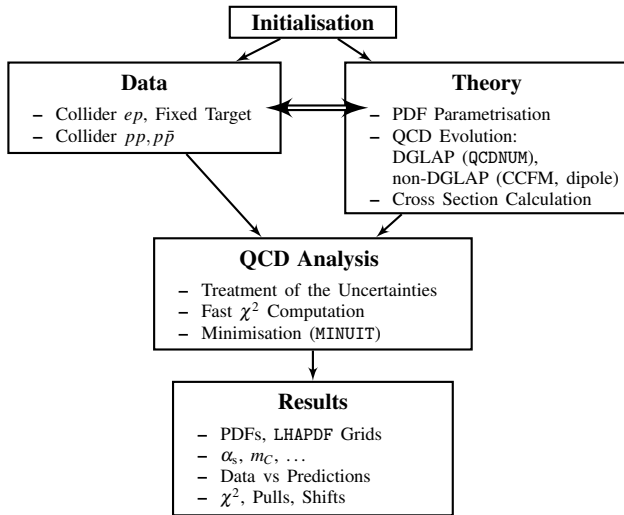 Initialisation
Data
– Collider ep, Fixed Target
– Collider pp, pp̄
Theory
– PDF Parametrisation
– QCD Evolution:
DGLAP (QCDNUM),
non-DGLAP (CCFM, dipole)
– Cross Section Calculation
QCD Analysis
– Treatment of the Uncertainties
– Fast χ² Computation
– Minimisation (MINUIT)
Results
– PDFs, LHAPDF Grids
– αₛ, m_C, …
– Data vs Predictions
– χ², Pulls, Shifts